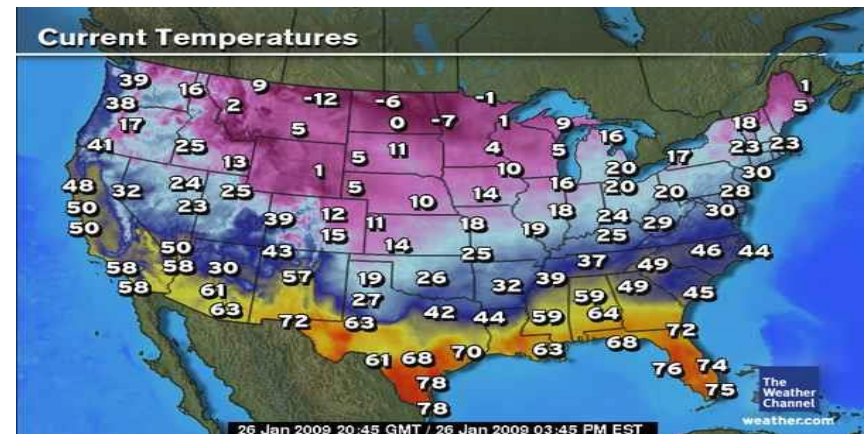 Current Temperatures
39 16 9 -12 -6 -1 1
38 2 5
17 5 0 -7 1 9 16 18
41 25 13 5 11 4 5 17 23 23
1 10 20 30
48 32 24 25 5 10 14 16 20 20 28
50 23 39 12 11 18 18 24 29 30
50 15 14 19 25
50 43 25 37 46 44
58 58 30 57 19 26 32 39 49
58 61 27 59 49 45
63 72 63 42 44 59 64 72
61 68 70 63 68 76 74
78 75
78
The
Weather
Channel
weather.com
26 Jan 2009 20:45 GMT / 26 Jan 2009 03:45 PM EST